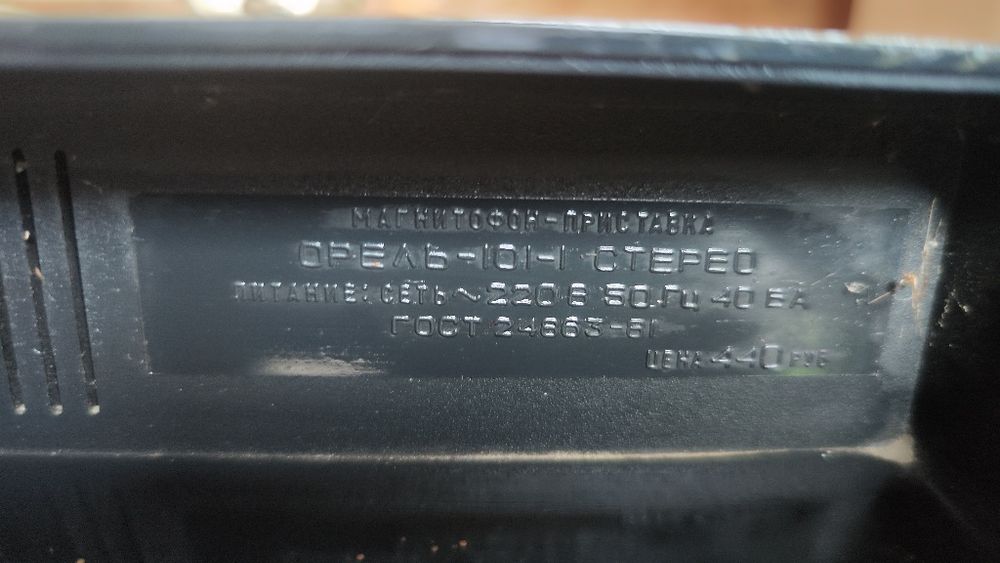 МАГНИТОФОН-ПРИСТАВКА
ОРЕЛЬ-101-1 СТЕРЕО
ПИТАНИЕ: СЕТЬ ~ 220 В 50 Гц 40 ВА
ГОСТ 24863-81
ЦЕНА 440 РУБ